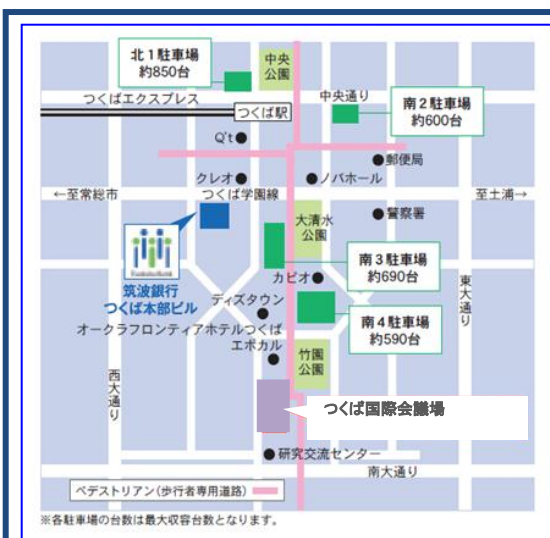 北1駐車場
約850台
中央
公園
つくばエクスプレス
つくば駅
中央通り
南2駐車場
約600台
Q't
郵便局
クレオ
ノバホール
つくば学園線
←至常総市
至土浦→
大清水
公園
警察署
筑波銀行
つくば本部ビル
南3駐車場
約690台
カピオ
デイズタウン
東大通り
オークラフロンティアホテルつくば
エポカル
南4駐車場
約590台
竹園
公園
西大通り
つくば国際会議場
研究交流センター
南大通り
ペデストリアン(歩行者専用道路)
※各駐車場の台数は最大収容台数となります。